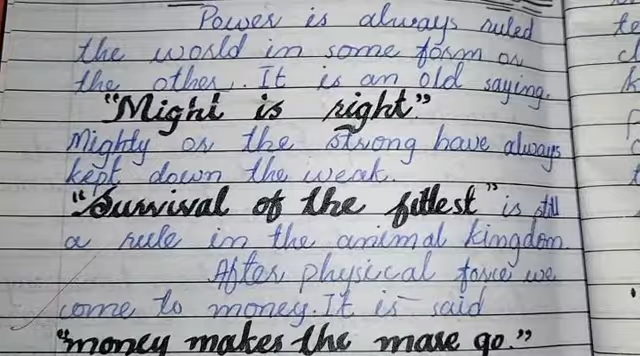 Power is always ruled
the world in some form or
the other. It is an old saying.
"Might is right"
Mighty or the strong have always
kept down the weak.
"Survival of the fittest" is still
a rule in the animal kingdom.
After physical force we
come to money. It is said
"money makes the mare go."